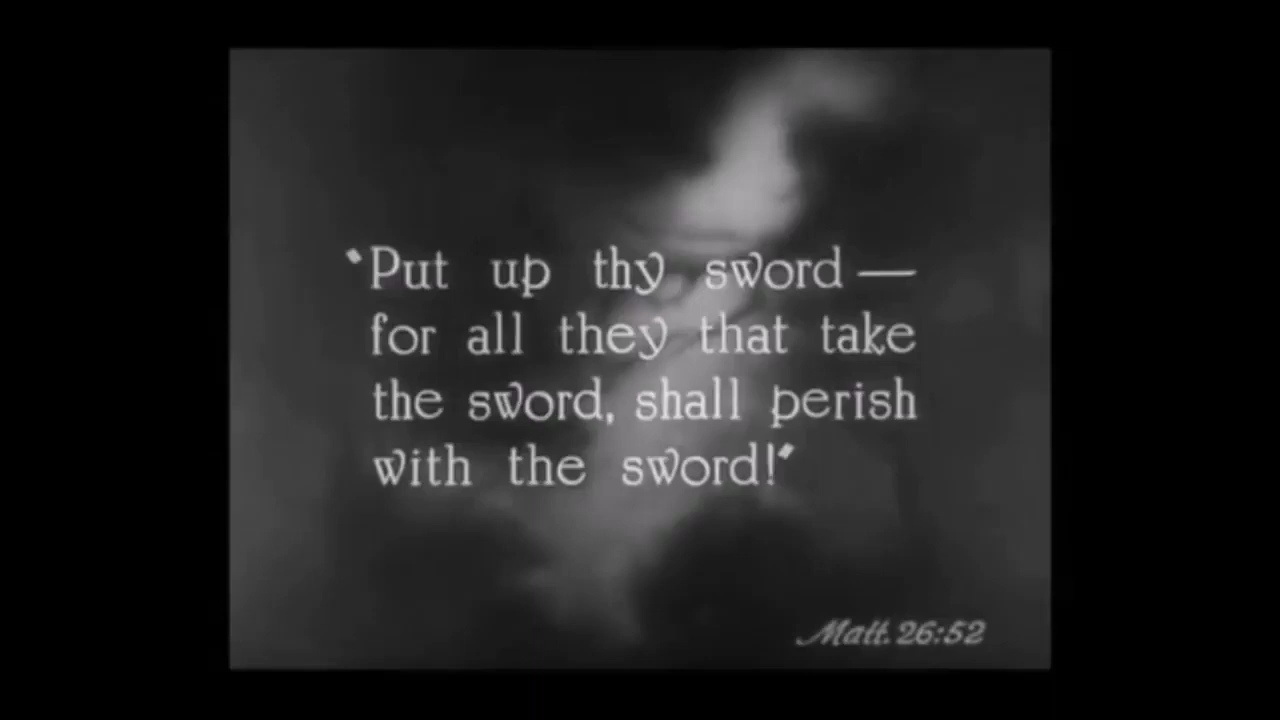 "Put up thy sword —
for all they that take
the sword, shall perish
with the sword!"
Matt. 26:52